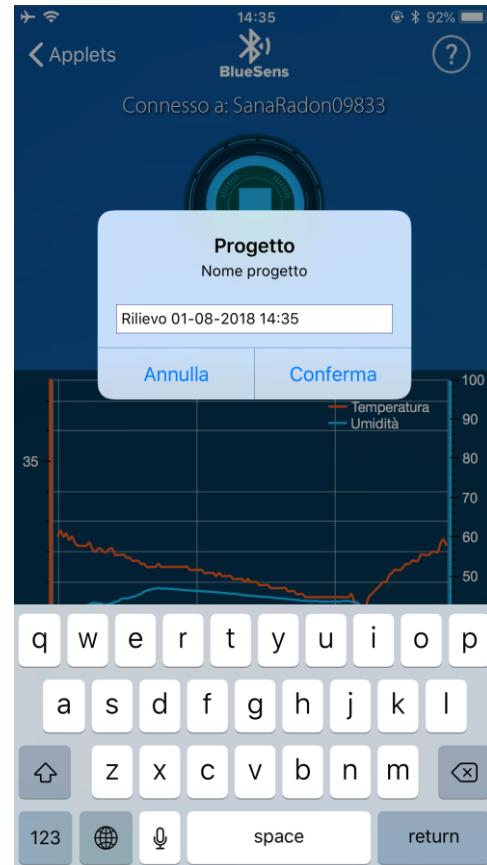 14:35
92%
Applets
?
BlueSens
Connesso a: SanaRadon09833
Progetto
Nome progetto
Rilievo 01-08-2018 14:35
Annulla
Conferma
100
Temperatura
90
Umidità
35
80
70
60
50
q w e r t y u i o p
a s d f g h j k l
z x c v b n m
123
space
return